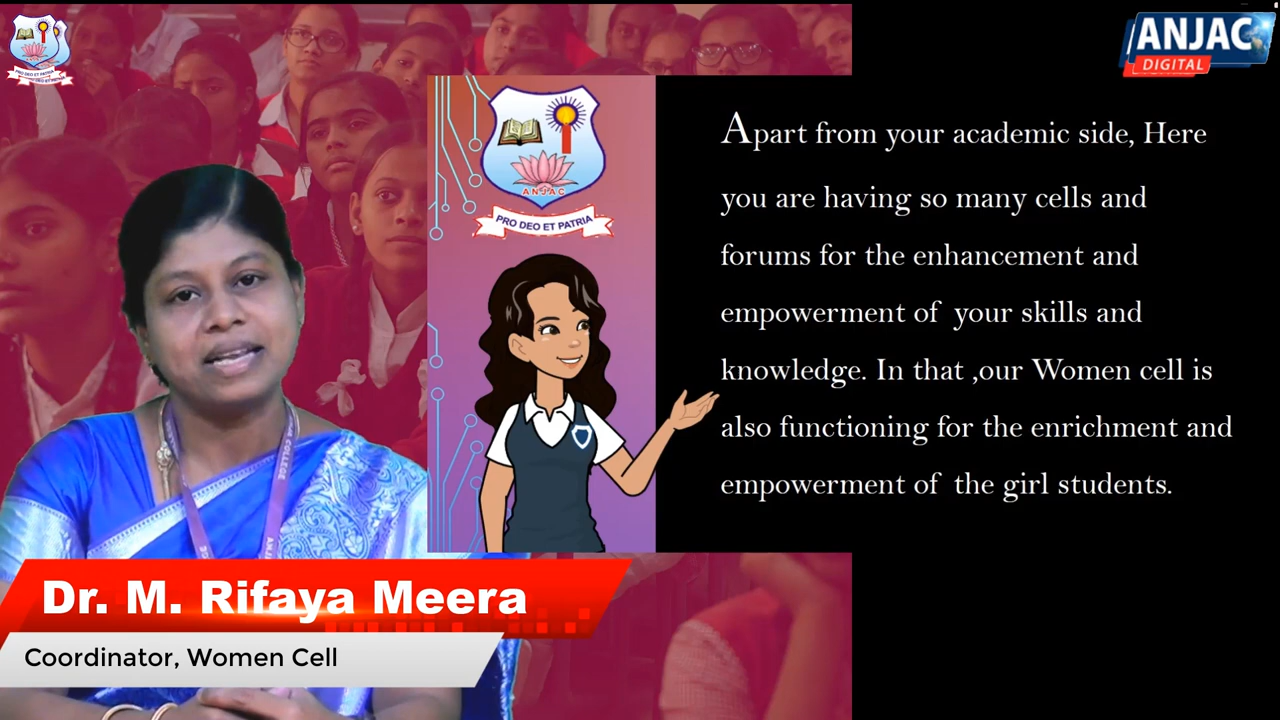 PRO DEO ET PATRIA
ANJAC
DIGITAL
ANJAC
PRO DEO ET PATRIA
Apart from your academic side, Here
you are having so many cells and
forums for the enhancement and
empowerment of your skills and
knowledge. In that ,our Women cell is
also functioning for the enrichment and
empowerment of the girl students.
COLLEGE
Dr. M. Rifaya Meera
Coordinator, Women Cell